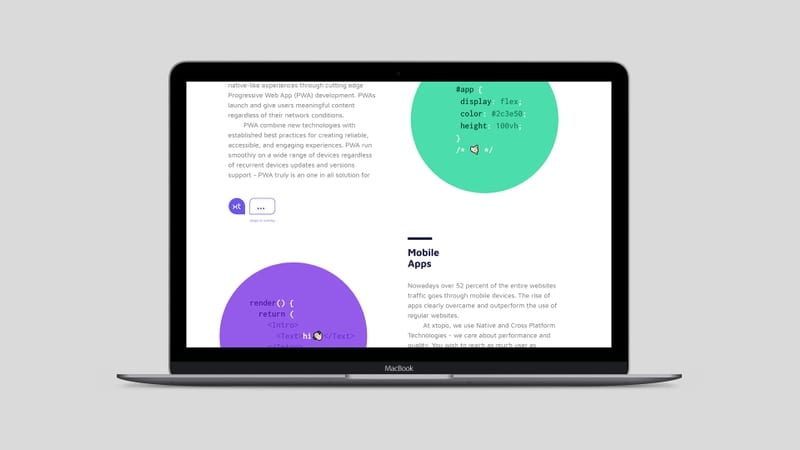 native-like experiences through cutting edge
Progressive Web App (PWA) development. PWAs
launch and give users meaningful content
regardless of their network conditions.
PWA combine new technologies with
established best practices for creating reliable,
accessible, and engaging experiences. PWA run
smoothly on a wide range of devices regardless
of recurrent devices updates and versions
support - PWA truly is an one in all solution for
xt
...
#app {
display: flex;
color: #2c3e50;
height: 100vh;
}
/* */
Mobile
Apps
Nowadays over 52 percent of the entire websites
traffic goes through mobile devices. The rise of
apps clearly overcame and outperform the use of
regular websites.
At xtopo, we use Native and Cross Platform
Technologies - we care about performance and
quality. You wish to reach as much user as
render() {
return (
<Intro>
<Text>hi</Text>
</Intro>
MacBook